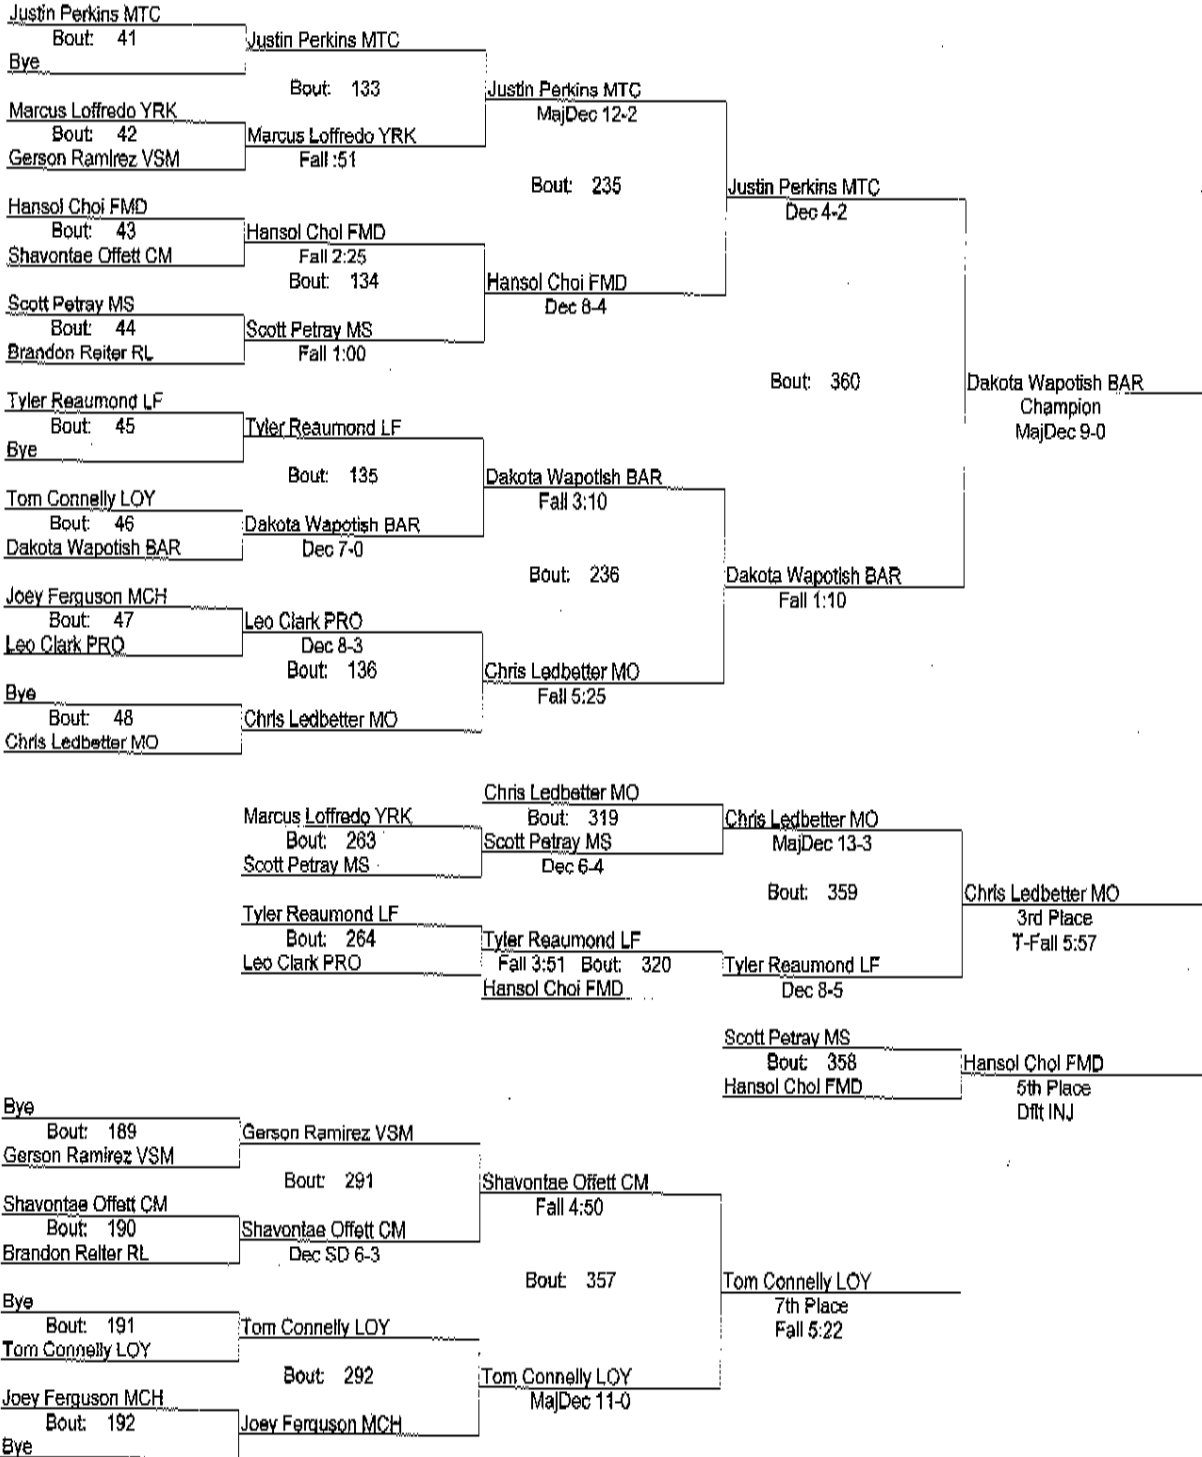 Justin Perkins MTC
Bout: 41
Bye
Justin Perkins MTC
Bout: 133
Marcus Loffredo YRK
Bout: 42
Gerson Ramirez VSM
Marcus Loffredo YRK
Fall :51
Justin Perkins MTC
MajDec 12-2
Bout: 235
Hansol Choi FMD
Bout: 43
Shavontae Offett CM
Hansol Choi FMD
Fall 2:25
Bout: 134
Scott Petray MS
Bout: 44
Brandon Reiter RL
Scott Petray MS
Fall 1:00
Hansol Choi FMD
Dec 8-4
Justin Perkins MTC
Dec 4-2
Bout: 360
Tyler Reaumond LF
Bout: 45
Bye
Tyler Reaumond LF
Bout: 135
Tom Connelly LOY
Bout: 46
Dakota Wapotish BAR
Dakota Wapotish BAR
Dec 7-0
Dakota Wapotish BAR
Fall 3:10
Bout: 236
Joey Ferguson MCH
Bout: 47
Leo Clark PRO
Leo Clark PRO
Dec 8-3
Bout: 136
Bye
Bout: 48
Chris Ledbetter MO
Chris Ledbetter MO
Chris Ledbetter MO
Fall 5:25
Dakota Wapotish BAR
Fall 1:10
Dakota Wapotish BAR
Champion
MajDec 9-0
Marcus Loffredo YRK
Bout: 263
Scott Petray MS
Chris Ledbetter MO
Bout: 319
Scott Petray MS
Dec 6-4
Chris Ledbetter MO
MajDec 13-3
Bout: 359
Tyler Reaumond LF
Bout: 264
Leo Clark PRO
Tyler Reaumond LF
Fall 3:51 Bout: 320
Hansol Choi FMD
Tyler Reaumond LF
Dec 8-5
Chris Ledbetter MO
3rd Place
T-Fall 5:57
Scott Petray MS
Bout: 358
Hansol Choi FMD
Hansol Choi FMD
5th Place
Dflt INJ
Bye
Bout: 189
Gerson Ramirez VSM
Gerson Ramirez VSM
Bout: 291
Shavontae Offett CM
Bout: 190
Brandon Reiter RL
Shavontae Offett CM
Dec SD 6-3
Shavontae Offett CM
Fall 4:50
Bout: 357
Bye
Bout: 191
Tom Connelly LOY
Tom Connelly LOY
Bout: 292
Joey Ferguson MCH
Bout: 192
Bye
Joey Ferguson MCH
Tom Connelly LOY
MajDec 11-0
Tom Connelly LOY
7th Place
Fall 5:22